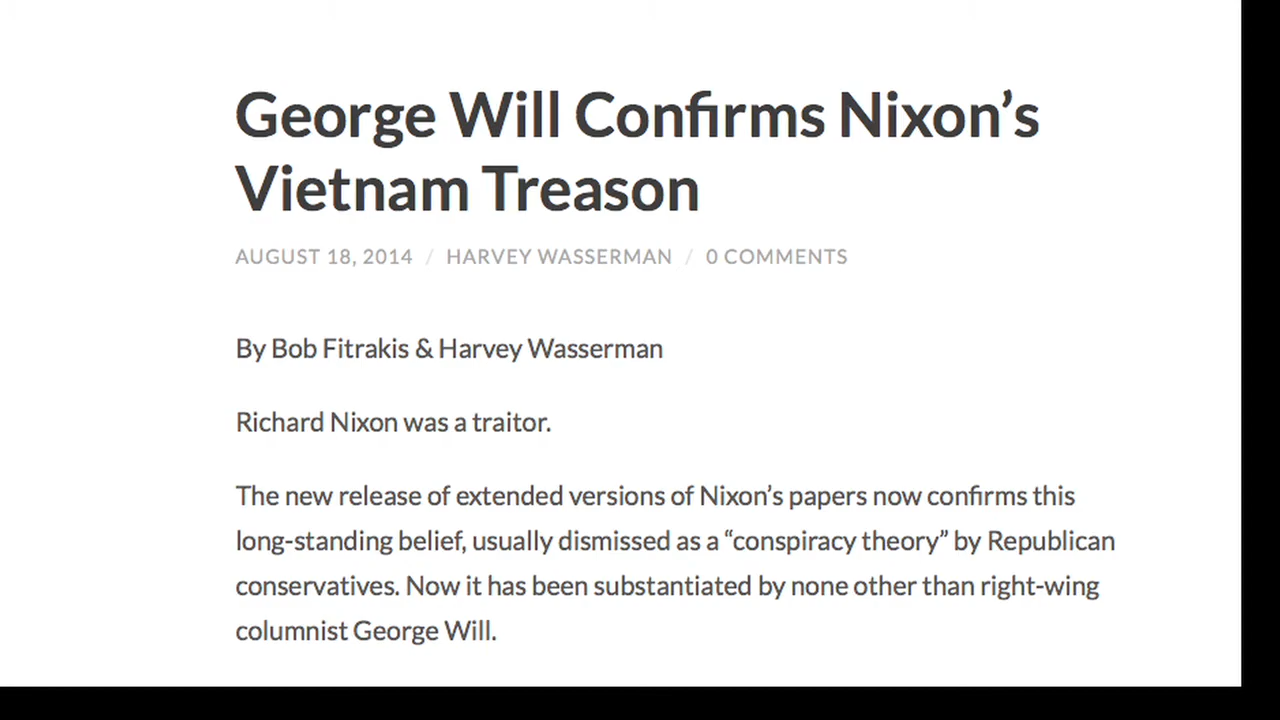 George Will Confirms Nixon’s
Vietnam Treason
AUGUST 18, 2014 / HARVEY WASSERMAN / 0 COMMENTS
By Bob Fitrakis & Harvey Wasserman
Richard Nixon was a traitor.
The new release of extended versions of Nixon’s papers now confirms this
long-standing belief, usually dismissed as a “conspiracy theory” by Republican
conservatives. Now it has been substantiated by none other than right-wing
columnist George Will.